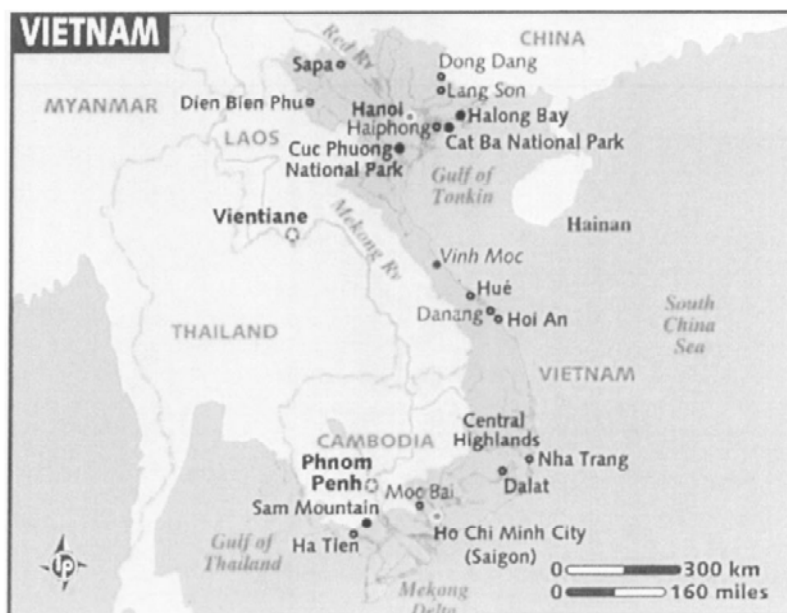 VIETNAM
CHINA
Red Rv
Sapa
Dong Dang
Lang Son
MYANMAR
Dien Bien Phu
Hanoi
Halong Bay
LAOS
Haiphong
Cat Ba National Park
Cuc Phuong
National Park
Gulf of
Tonkin
Vientiane
Mekong Rv
Hainan
Vinh Moc
Hué
Danang
Hoi An
South
China
Sea
THAILAND
VIETNAM
Central
Highlands
CAMBODIA
Nha Trang
Phnom
Penh
Dalat
Moc Bai
Sam Mountain
Ho Chi Minh City
(Saigon)
Ha Tien
Gulf of
Thailand
Mekong
Delta
0 300 km
0 160 miles
LP